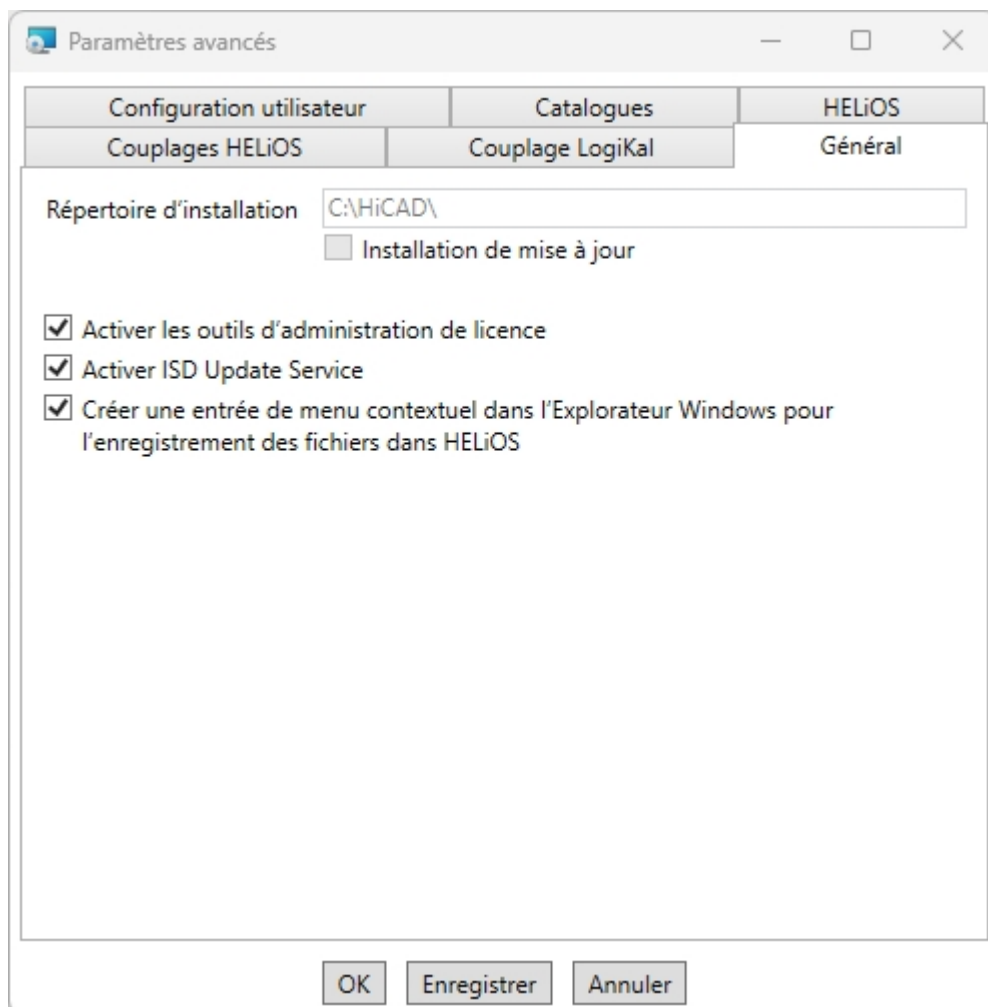 Paramètres avancés
Configuration utilisateur
Catalogues
HELiOS
Couplages HELiOS
Couplage LogiKal
Général
Répertoire d’installation
C:\HiCAD\
Installation de mise à jour
Activer les outils d’administration de licence
Activer ISD Update Service
Créer une entrée de menu contextuel dans l’Explorateur Windows pour
l’enregistrement des fichiers dans HELiOS
OK
Enregistrer
Annuler